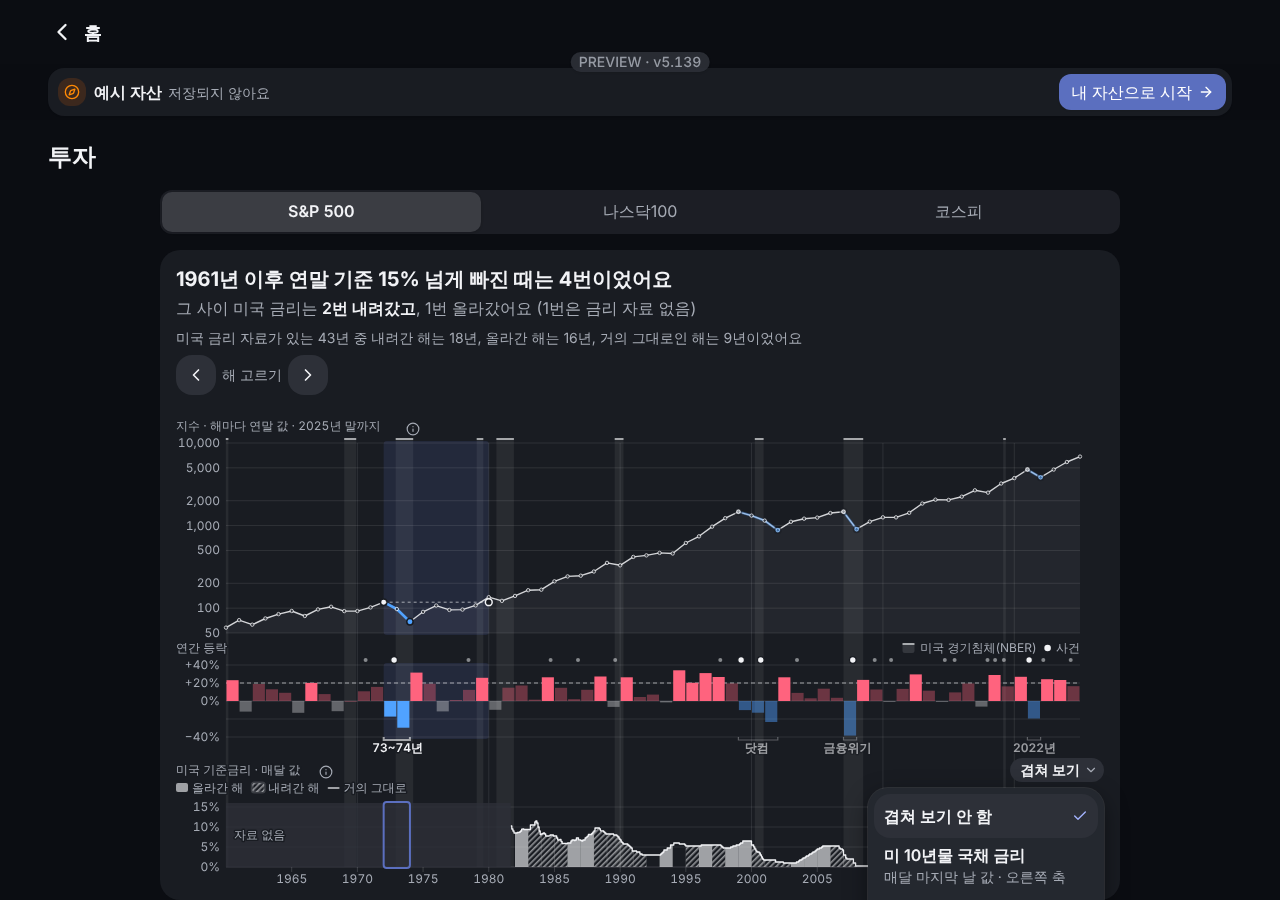 홈
PREVIEW · v5.139
예시 자산 저장되지 않아요
내 자산으로 시작 →
투자
S&P 500 나스닥100 코스피
1961년 이후 연말 기준 15% 넘게 빠진 때는 4번이었어요
그 사이 미국 금리는 2번 내려갔고, 1번 올라갔어요 (1번은 금리 자료 없음)
미국 금리 자료가 있는 43년 중 내려간 해는 18년, 올라간 해는 16년, 거의 그대로인 해는 9년이었어요
해 고르기
지수 · 해마다 연말 값 · 2025년 말까지
10,000
5,000
2,000
1,000
500
200
100
50
연간 등락
미국 경기침체(NBER) 사건
+40%
+20%
0%
−40%
73~74년 닷컴 금융위기 2022년
미국 기준금리 · 매달 값
겹쳐 보기
올라간 해 내려간 해 거의 그대로
15%
10%
5%
0%
자료 없음
1965 1970 1975 1980 1985 1990 1995 2000 2005
겹쳐 보기 안 함
미 10년물 국채 금리
매달 마지막 날 값 · 오른쪽 축